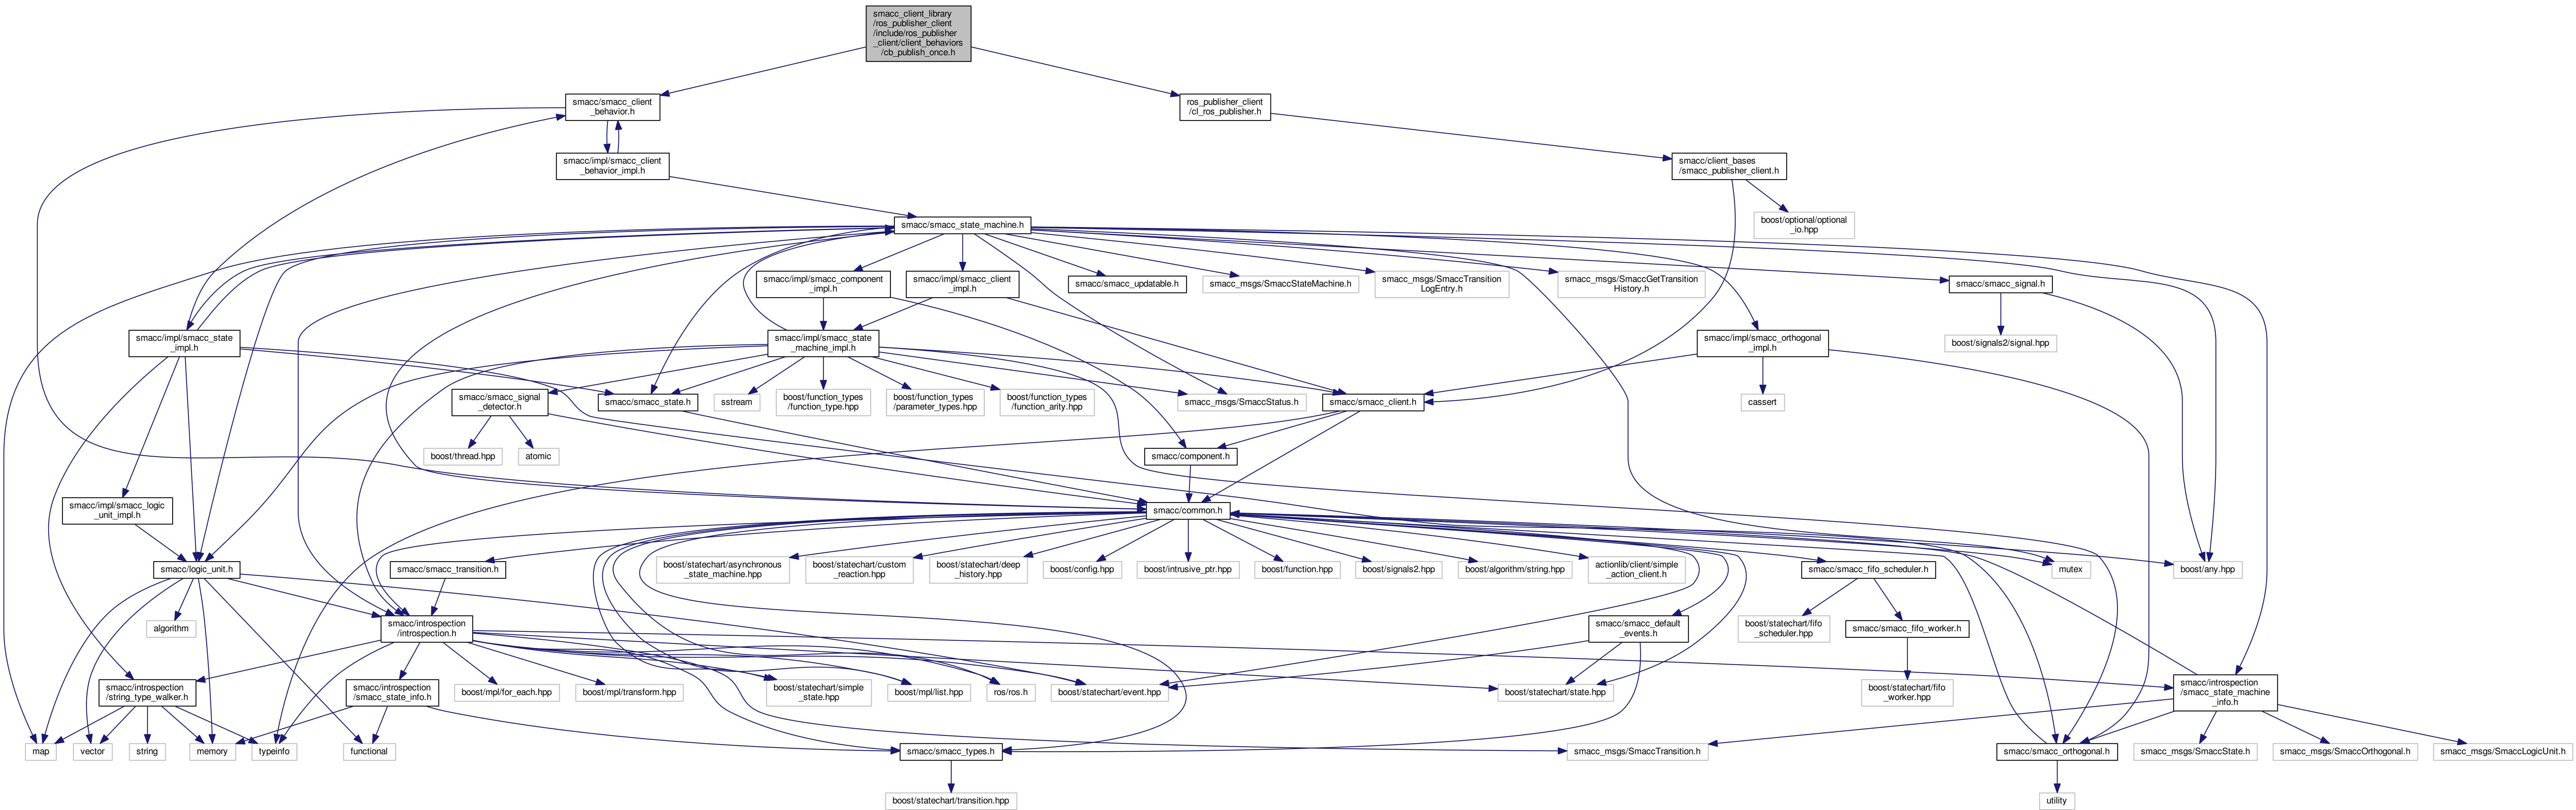 smacc_client_library
/ros_publisher_client
/include/ros_publisher
_client/client_behaviors
/cb_publish_once.h
smacc/smacc_client
_behavior.h
ros_publisher_client
/cl_ros_publisher.h
smacc/impl/smacc_client
_behavior_impl.h
smacc/client_bases
/smacc_publisher_client.h
smacc/smacc_state_machine.h
boost/optional/optional
_io.hpp
smacc/impl/smacc_component
_impl.h
smacc/impl/smacc_client
_impl.h
smacc/smacc_updatable.h
smacc_msgs/SmaccStateMachine.h
smacc_msgs/SmaccTransition
LogEntry.h
smacc_msgs/SmaccGetTransition
History.h
smacc/smacc_signal.h
smacc/impl/smacc_state
_impl.h
smacc/impl/smacc_state
_machine_impl.h
smacc/impl/smacc_orthogonal
_impl.h
boost/signals2/signal.hpp
smacc/smacc_signal
_detector.h
smacc/smacc_state.h
sstream
boost/function_types
/function_type.hpp
boost/function_types
/parameter_types.hpp
boost/function_types
/function_arity.hpp
smacc_msgs/SmaccStatus.h
smacc/smacc_client.h
cassert
boost/thread.hpp
atomic
smacc/component.h
smacc/impl/smacc_logic
_unit_impl.h
smacc/common.h
smacc/logic_unit.h
smacc/smacc_transition.h
boost/statechart/asynchronous
_state_machine.hpp
boost/statechart/custom
_reaction.hpp
boost/statechart/deep
_history.hpp
boost/config.hpp
boost/intrusive_ptr.hpp
boost/function.hpp
boost/signals2.hpp
boost/algorithm/string.hpp
actionlib/client/simple
_action_client.h
smacc/smacc_fifo_scheduler.h
mutex
boost/any.hpp
algorithm
smacc/introspection
/introspection.h
smacc/smacc_default
_events.h
boost/statechart/fifo
_scheduler.hpp
smacc/smacc_fifo_worker.h
smacc/introspection
/string_type_walker.h
smacc/introspection
/smacc_state_info.h
boost/mpl/for_each.hpp
boost/mpl/transform.hpp
boost/statechart/simple
_state.hpp
boost/mpl/list.hpp
ros/ros.h
boost/statechart/event.hpp
boost/statechart/state.hpp
boost/statechart/fifo
_worker.hpp
smacc/introspection
/smacc_state_machine
_info.h
map
vector
string
memory
typeinfo
functional
smacc/smacc_types.h
smacc_msgs/SmaccTransition.h
smacc/smacc_orthogonal.h
smacc_msgs/SmaccState.h
smacc_msgs/SmaccOrthogonal.h
smacc_msgs/SmaccLogicUnit.h
boost/statechart/transition.hpp
utility